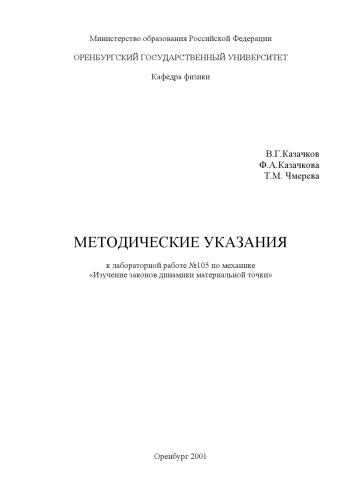 Министерство образования Российской Федерации
ОРЕНБУРГСКИЙ ГОСУДАРСТВЕННЫЙ УНИВЕРСИТЕТ
Кафедра физики
В.Г.Казачков
Ф.А.Казачкова
Т.М. Чмерева
МЕТОДИЧЕСКИЕ УКАЗАНИЯ
к лабораторной работе №105 по механике
«Изучение законов динамики материальной точки»
Оренбург 2001